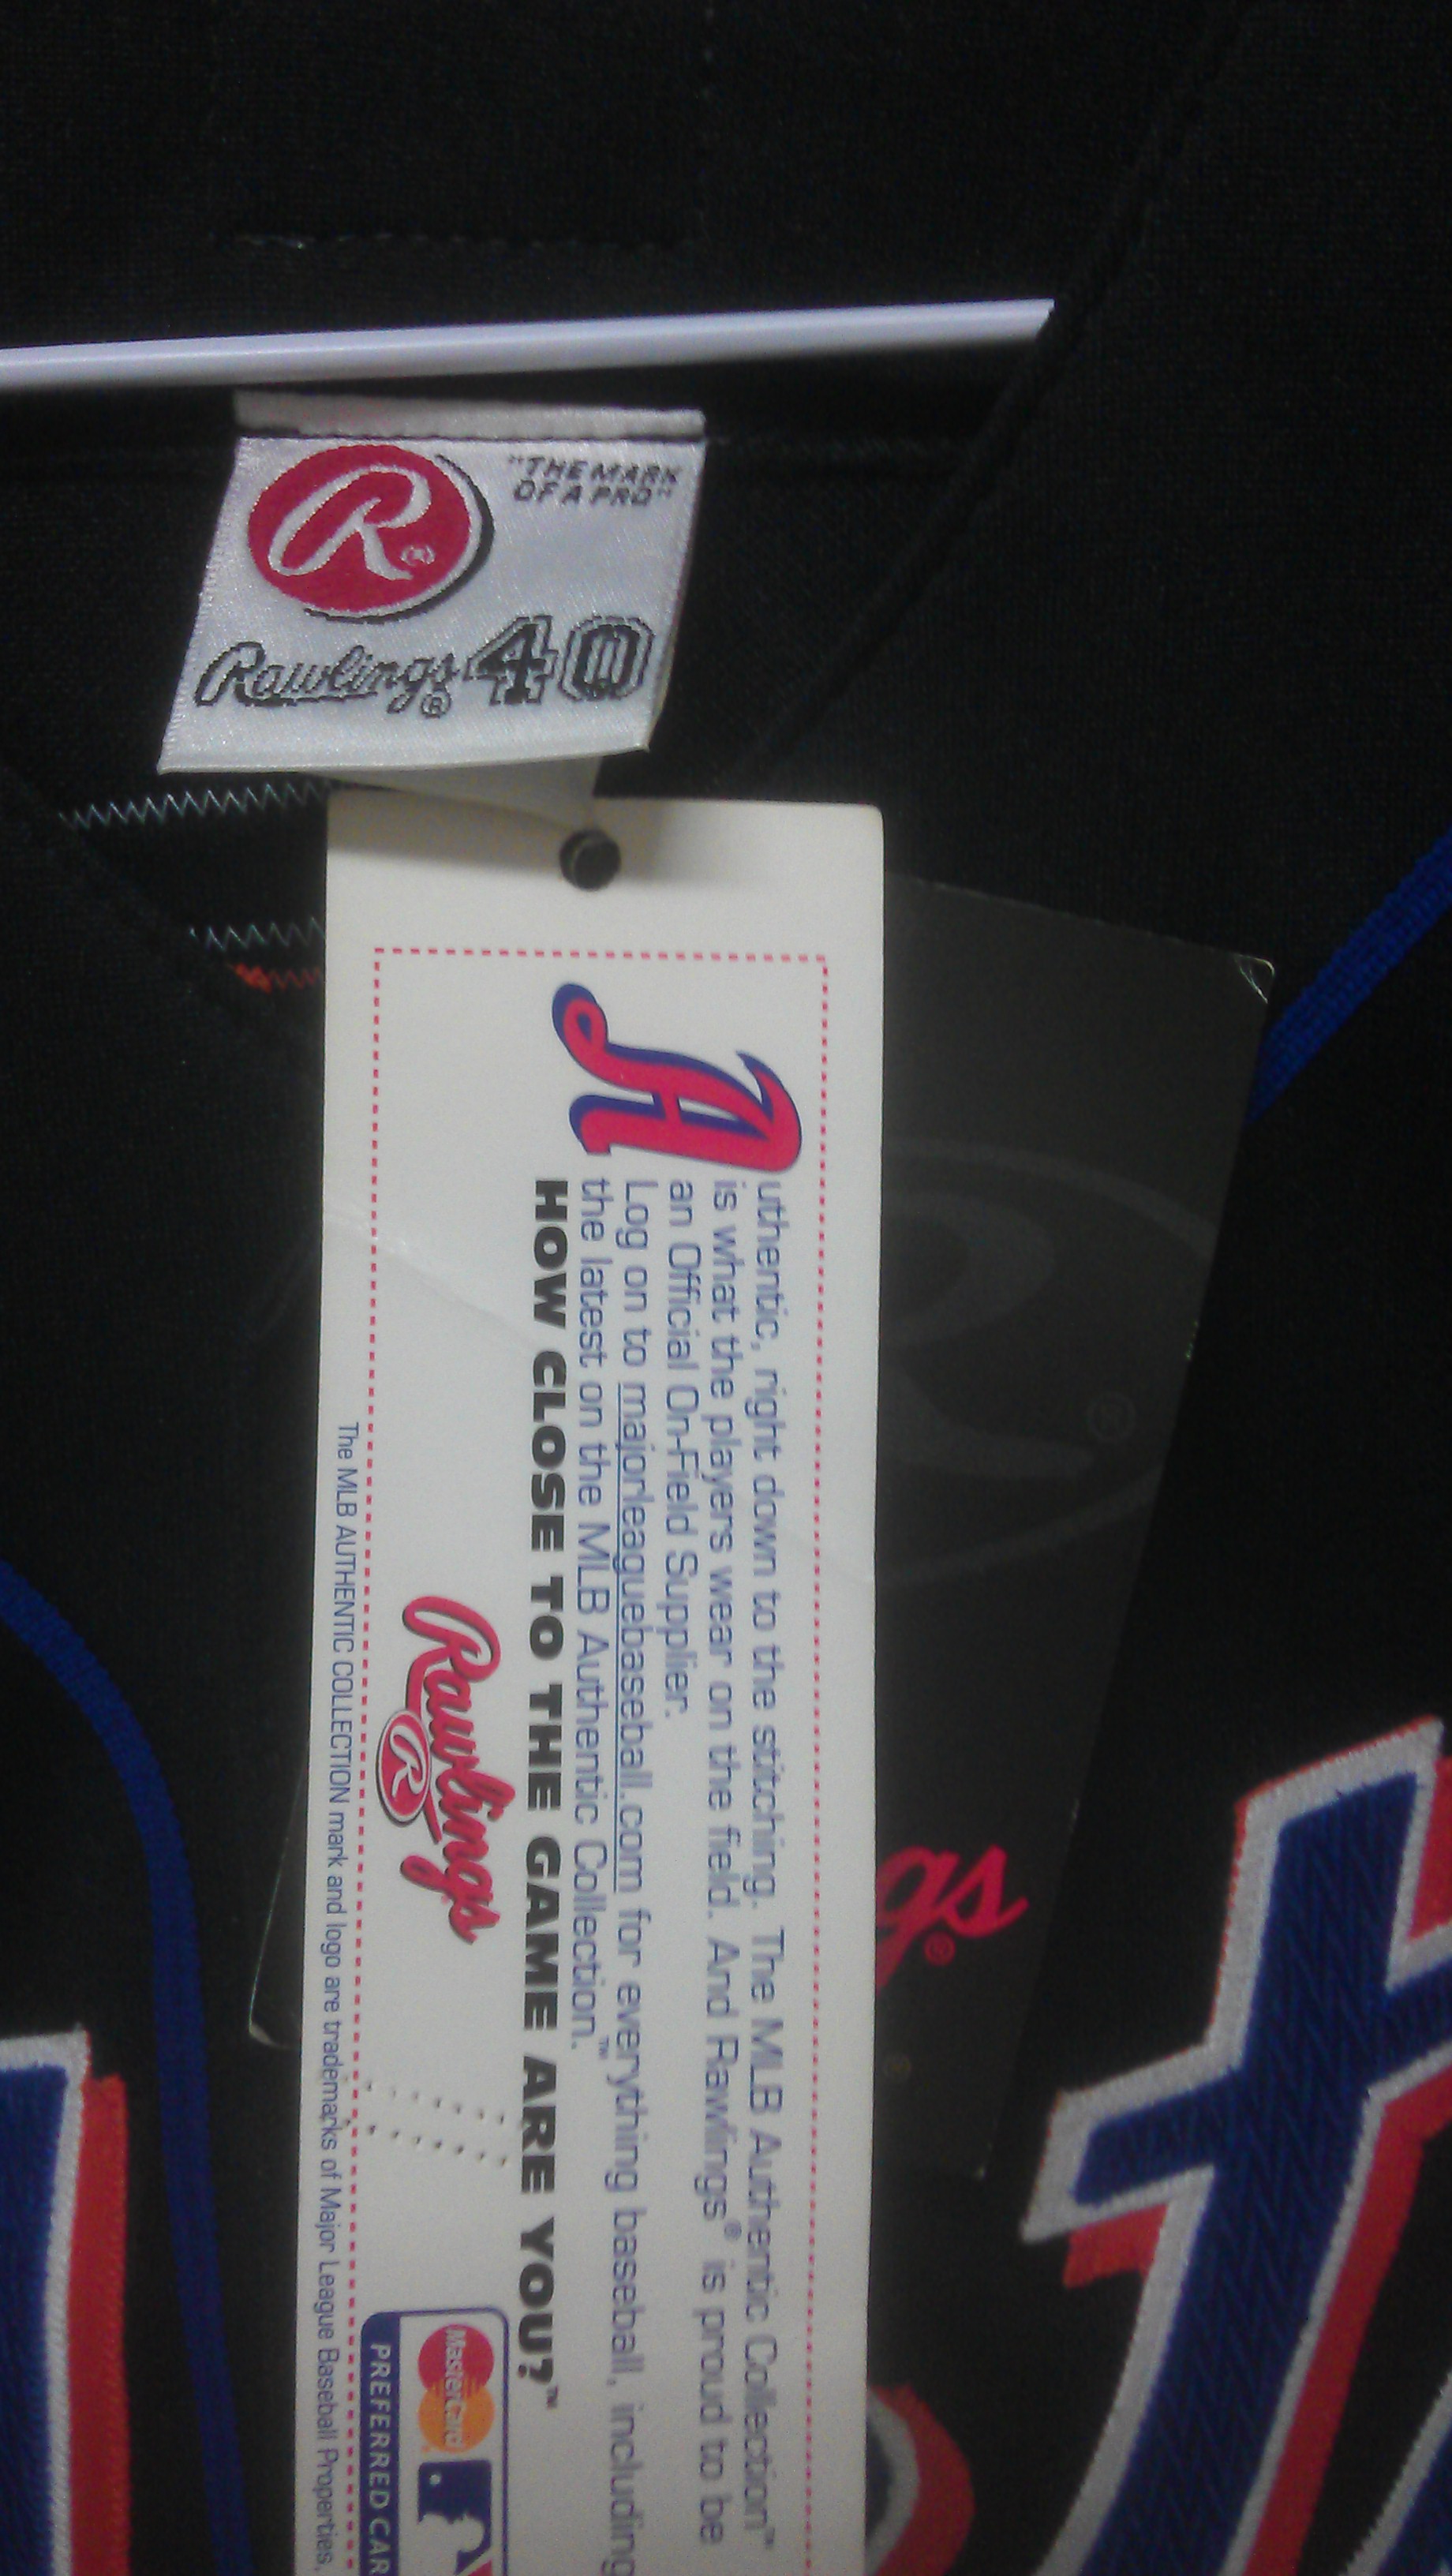 "THE MARK
OF A PRO"
R®
Rawlings® 40
Authentic, right down to the stitching. The MLB Authentic Collection™
is what the players wear on the field. And Rawlings® is proud to be
an Official On-Field Supplier.
Log on to majorleaguebaseball.com for everything baseball, including
the latest on the MLB Authentic Collection.™
HOW CLOSE TO THE GAME ARE YOU?™
Rawlings
R
MasterCard
PREFERRED CAR
The MLB AUTHENTIC COLLECTION mark and logo are trademarks of Major League Baseball Properties,
R®
gs®
t